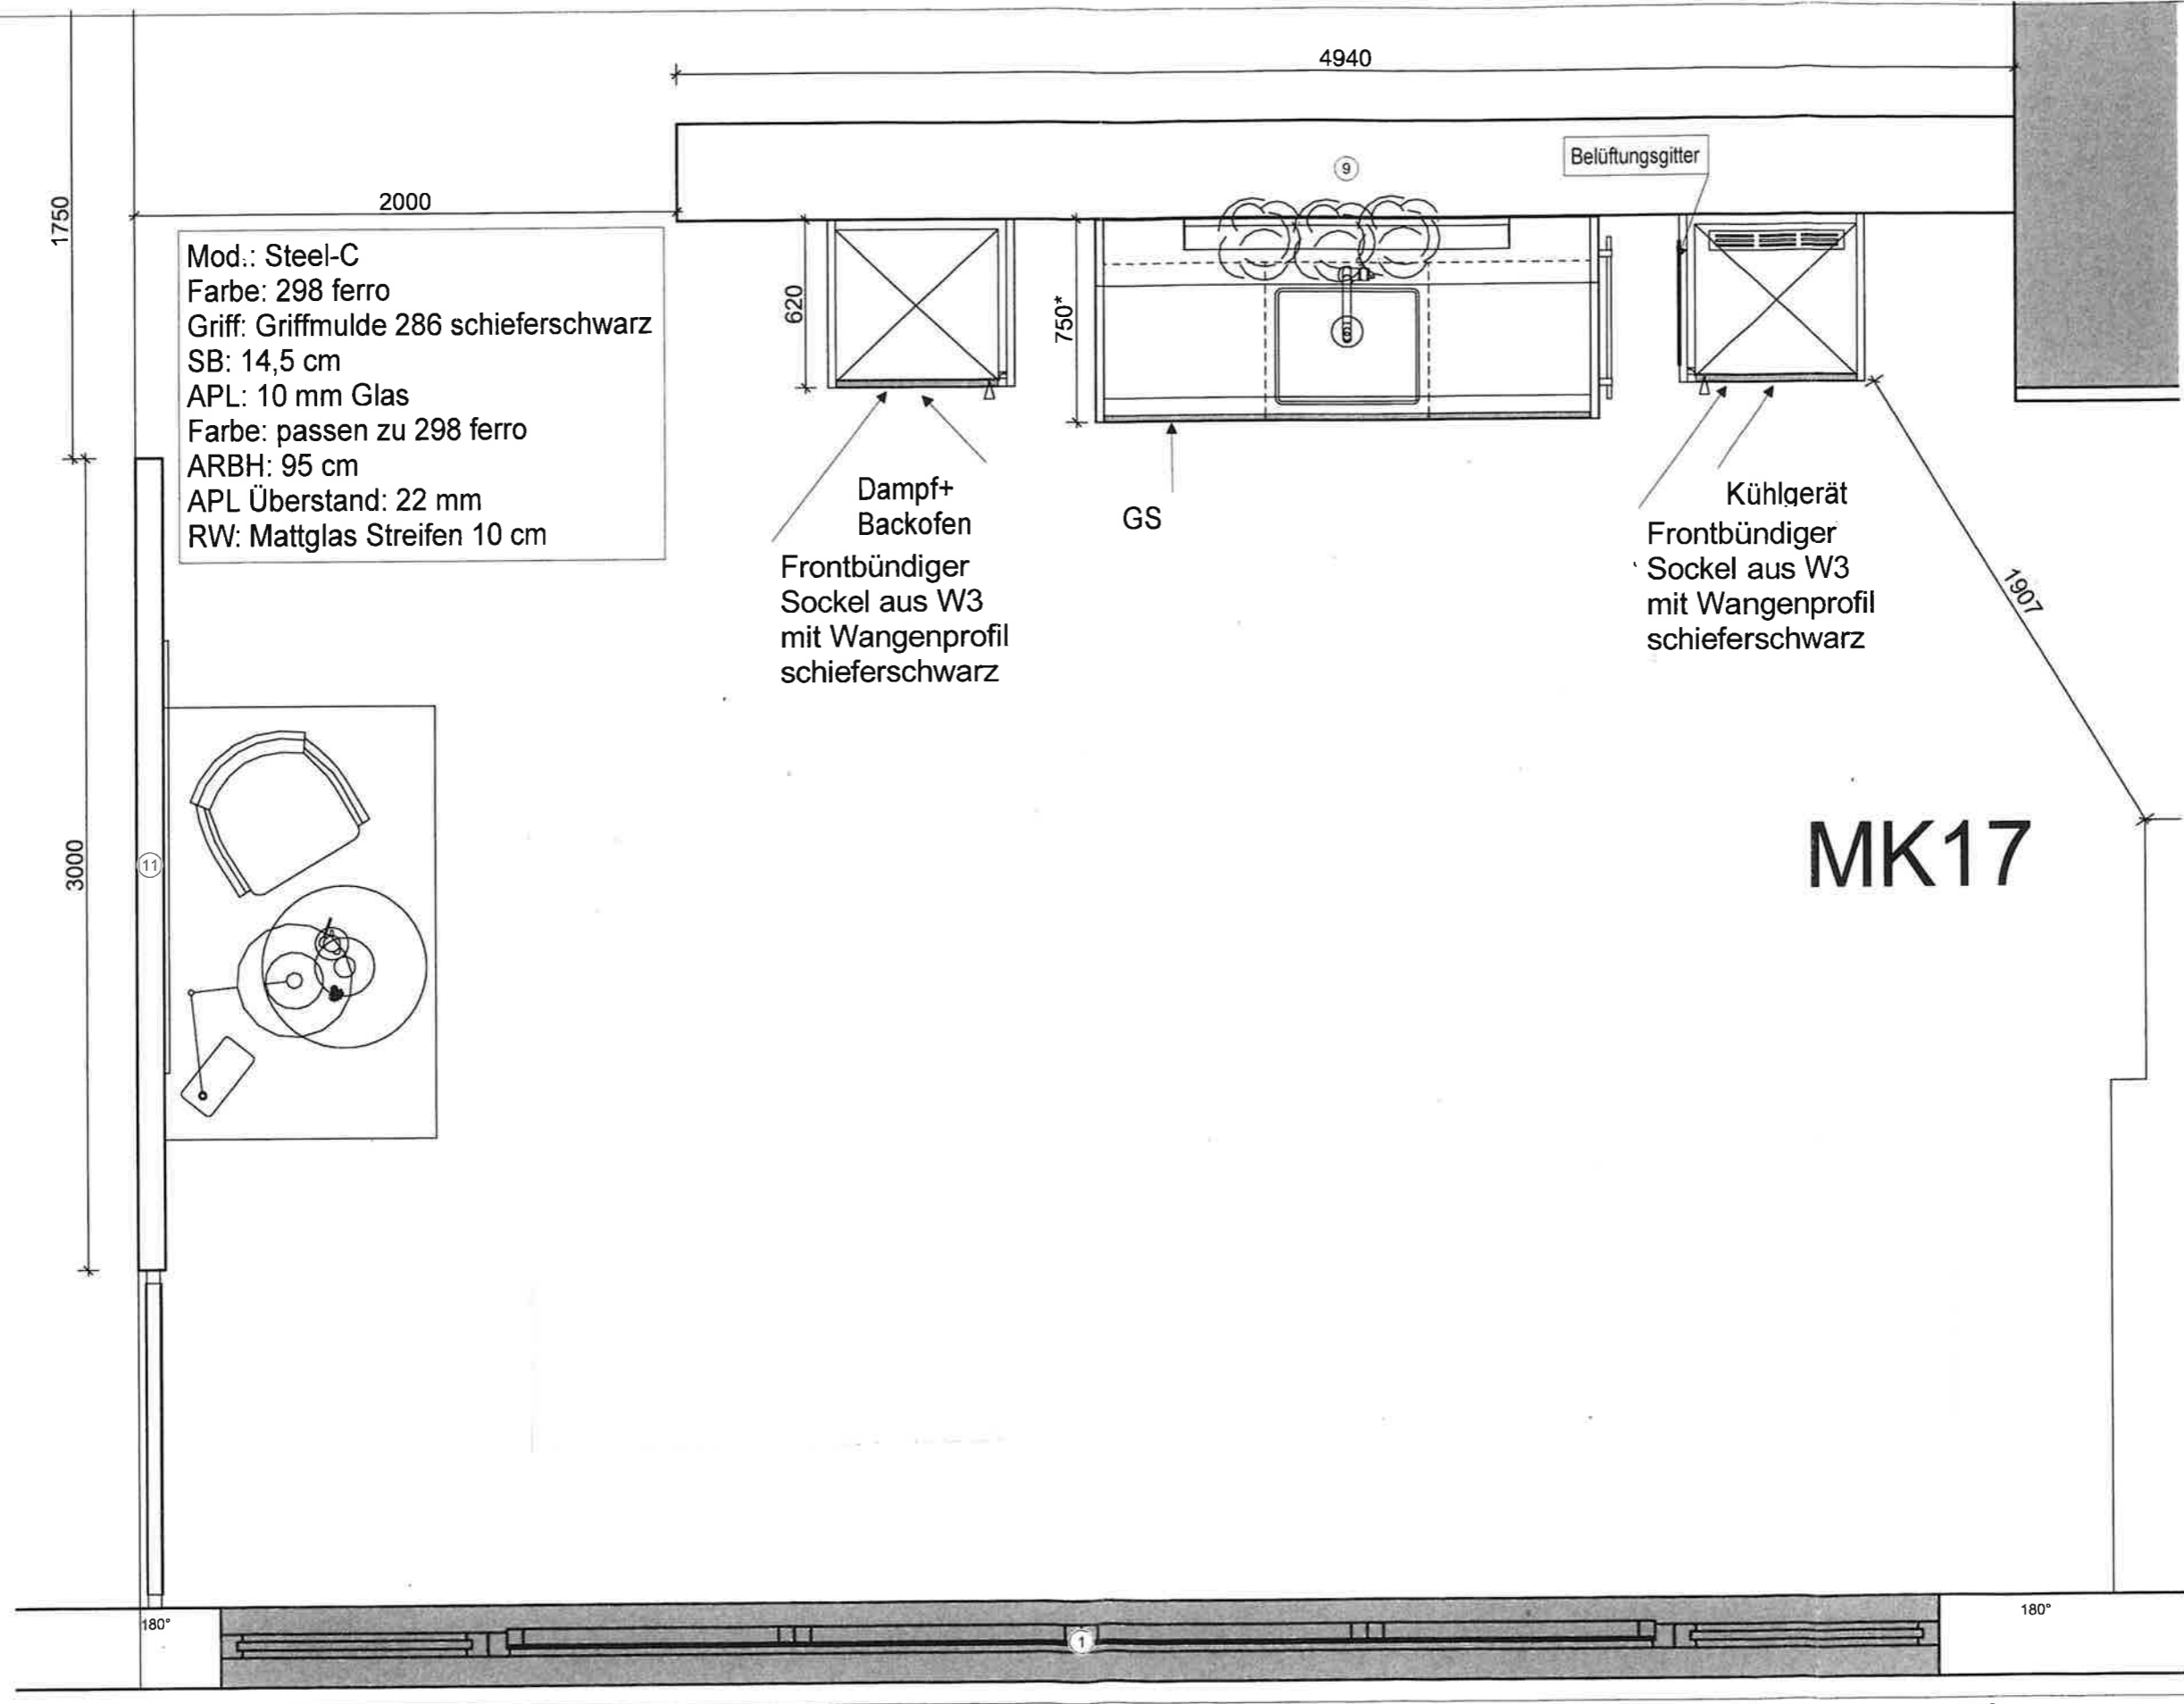 4940
Belüftungsgitter
9
1750
2000
Mod.: Steel-C
Farbe: 298 ferro
Griff: Griffmulde 286 schieferschwarz
SB: 14,5 cm
APL: 10 mm Glas
Farbe: passen zu 298 ferro
ARBH: 95 cm
APL Überstand: 22 mm
RW: Mattglas Streifen 10 cm
620
750*
Dampf+
Backofen
Frontbündiger
Sockel aus W3
mit Wangenprofil
schieferschwarz
GS
Kühlgerät
Frontbündiger
Sockel aus W3
mit Wangenprofil
schieferschwarz
1907
MK17
3000
11
180°
1
180°